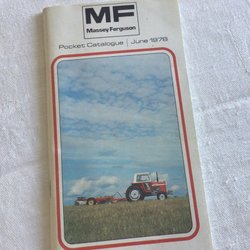 MF
Massey Ferguson
Pocket Catalogue | June 1978